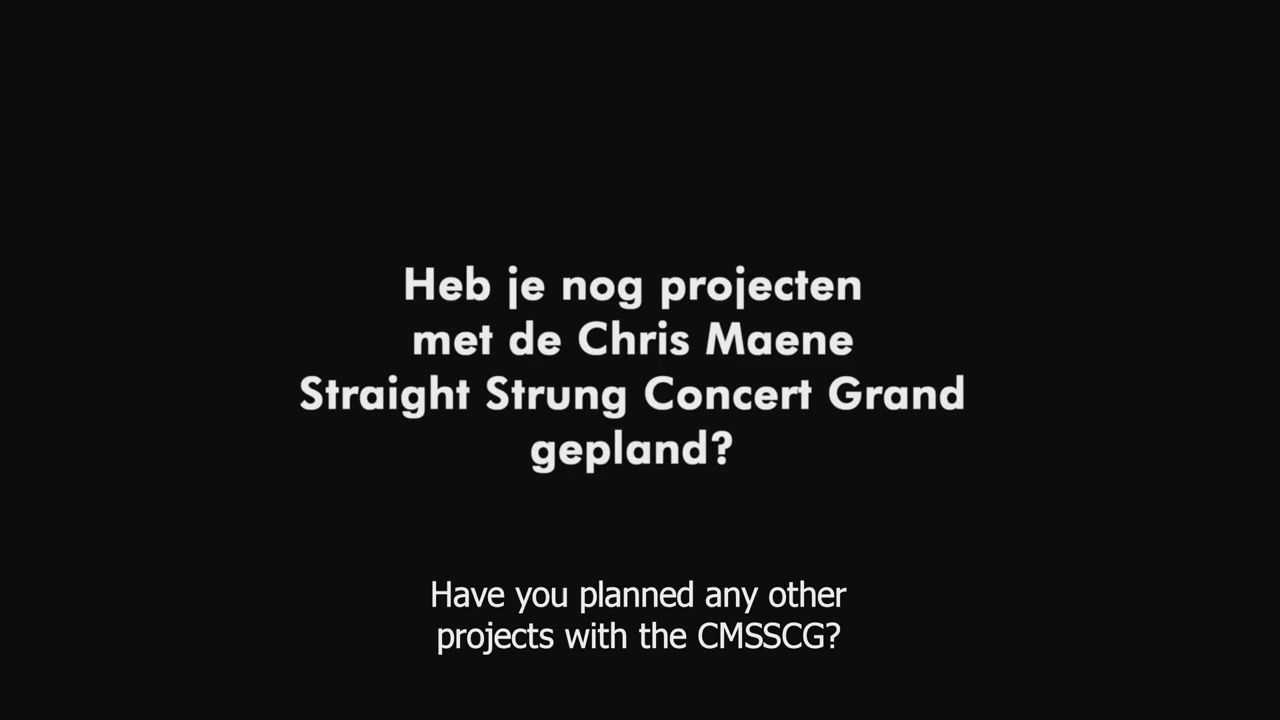 Heb je nog projecten
met de Chris Maene
Straight Strung Concert Grand
gepland?
Have you planned any other
projects with the CMSSCG?